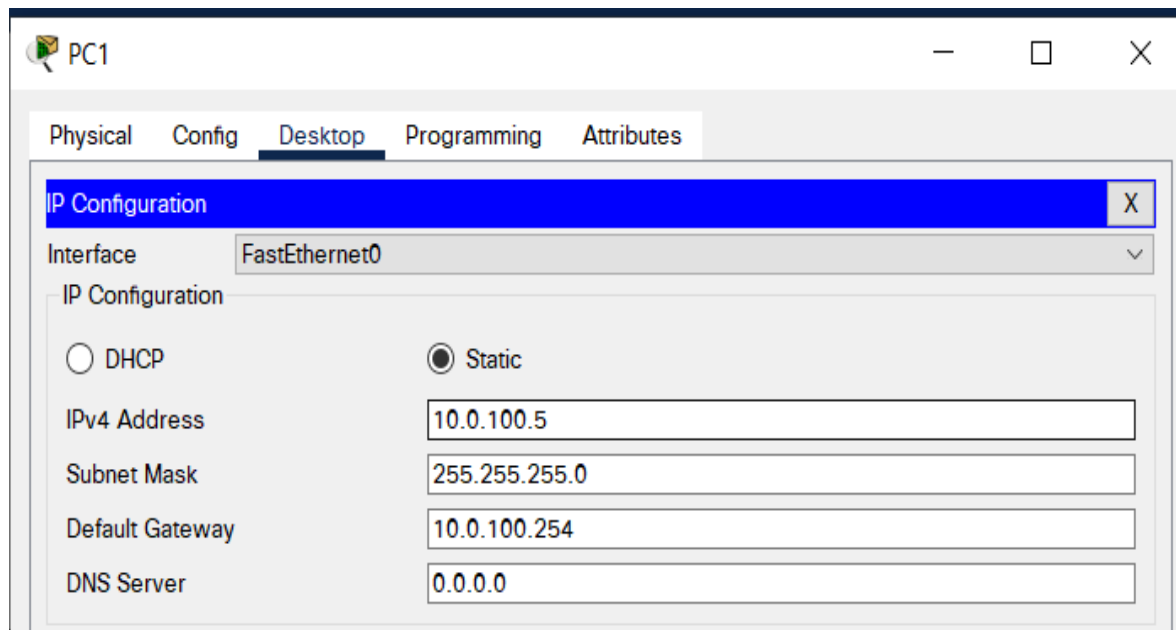 PC1
Physical Config Desktop Programming Attributes
IP Configuration X
Interface FastEthernet0
IP Configuration
DHCP Static
IPv4 Address 10.0.100.5
Subnet Mask 255.255.255.0
Default Gateway 10.0.100.254
DNS Server 0.0.0.0